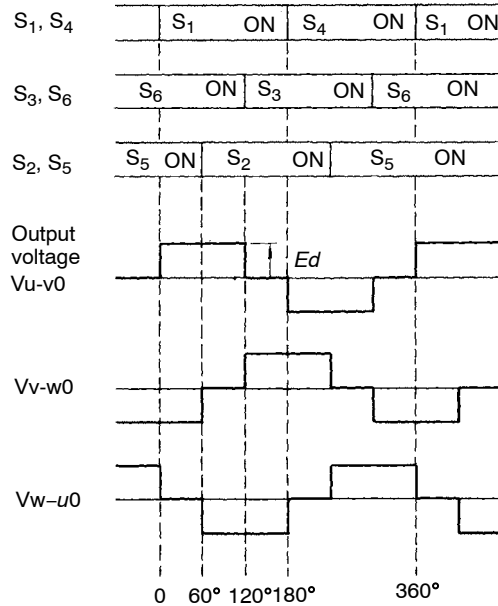 S₁, S₄ S₁ ON S₄ ON S₁ ON
S₃, S₆ S₆ ON S₃ ON S₆ ON
S₂, S₅ S₅ ON S₂ ON S₅ ON
Output
voltage
Vu-v0
Ed
Vv-w0
Vw-u0
0 60° 120° 180° 360°